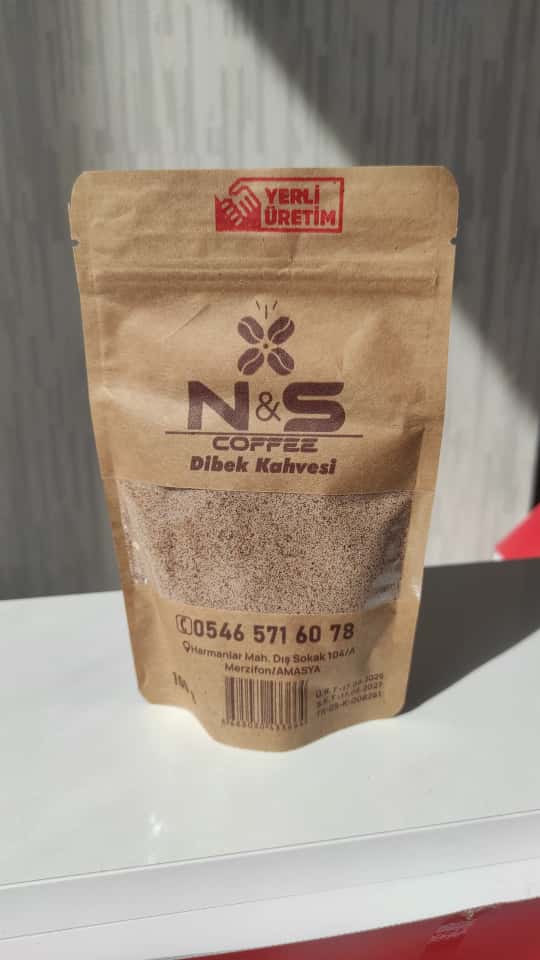 YERLİ
ÜRETİM
N&S
COFFEE
Dibek Kahvesi
0546 571 60 78
Harmanlar Mah. Dış Sokak 104/A
Merzifon/AMASYA